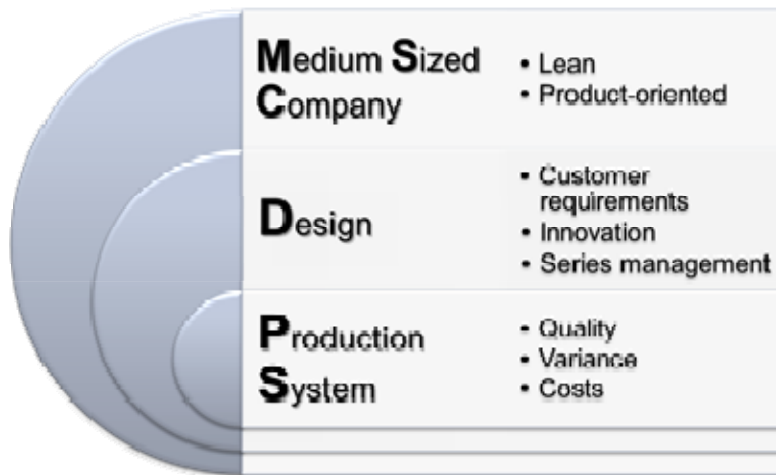 Medium Sized
Company
• Lean
• Product-oriented
Design
• Customer
requirements
• Innovation
• Series management
Production
System
• Quality
• Variance
• Costs